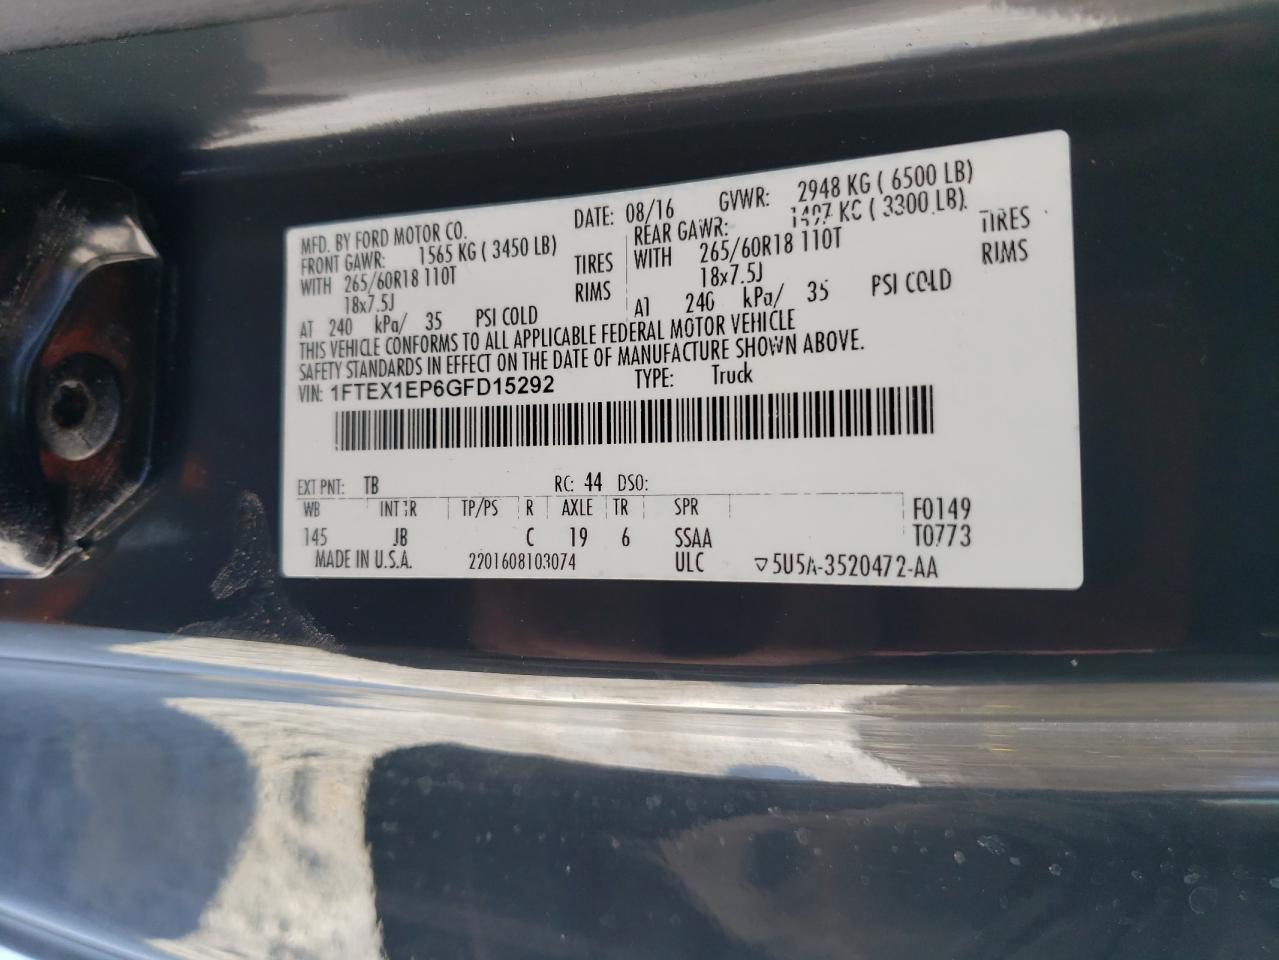 MFD. BY FORD MOTOR CO. DATE: 08/16 GVWR: 2948 KG ( 6500 LB)
FRONT GAWR: 1565 KG ( 3450 LB) REAR GAWR: 1497 KG ( 3300 LB).
WITH 265/60R18 110T TIRES WITH 265/60R18 110T TIRES
18x7.5J RIMS 18x7.5J RIMS
AT 240 kPa/ 35 PSI COLD AT 240 kPa/ 35 PSI COLD
THIS VEHICLE CONFORMS TO ALL APPLICABLE FEDERAL MOTOR VEHICLE
SAFETY STANDARDS IN EFFECT ON THE DATE OF MANUFACTURE SHOWN ABOVE.
VIN: 1FTEX1EP6GFD15292 TYPE: Truck
EXT PNT: TB RC: 44 DSO:
WB INT TR TP/PS R AXLE TR SPR F0149
145 JB C 19 6 SSAA T0773
MADE IN U.S.A. 2201608103074 ULC ▽5U5A-3520472-AA